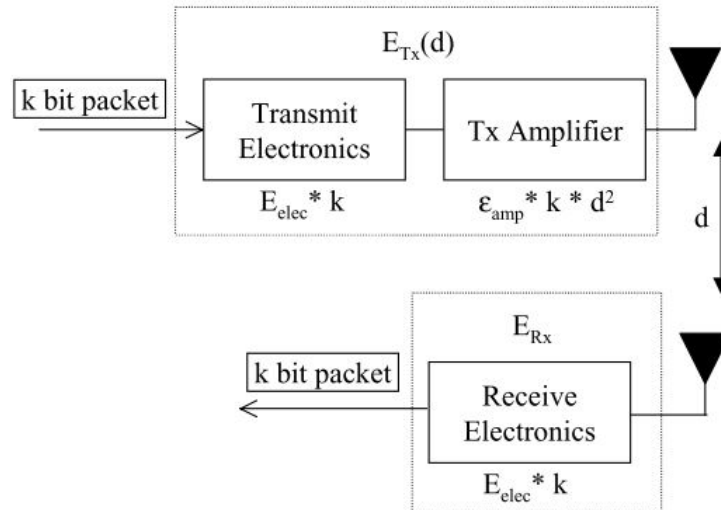 E_Tx(d)
k bit packet
Transmit
Electronics
Tx Amplifier
E_elec * k
ε_amp * k * d²
d
E_Rx
k bit packet
Receive
Electronics
E_elec * k